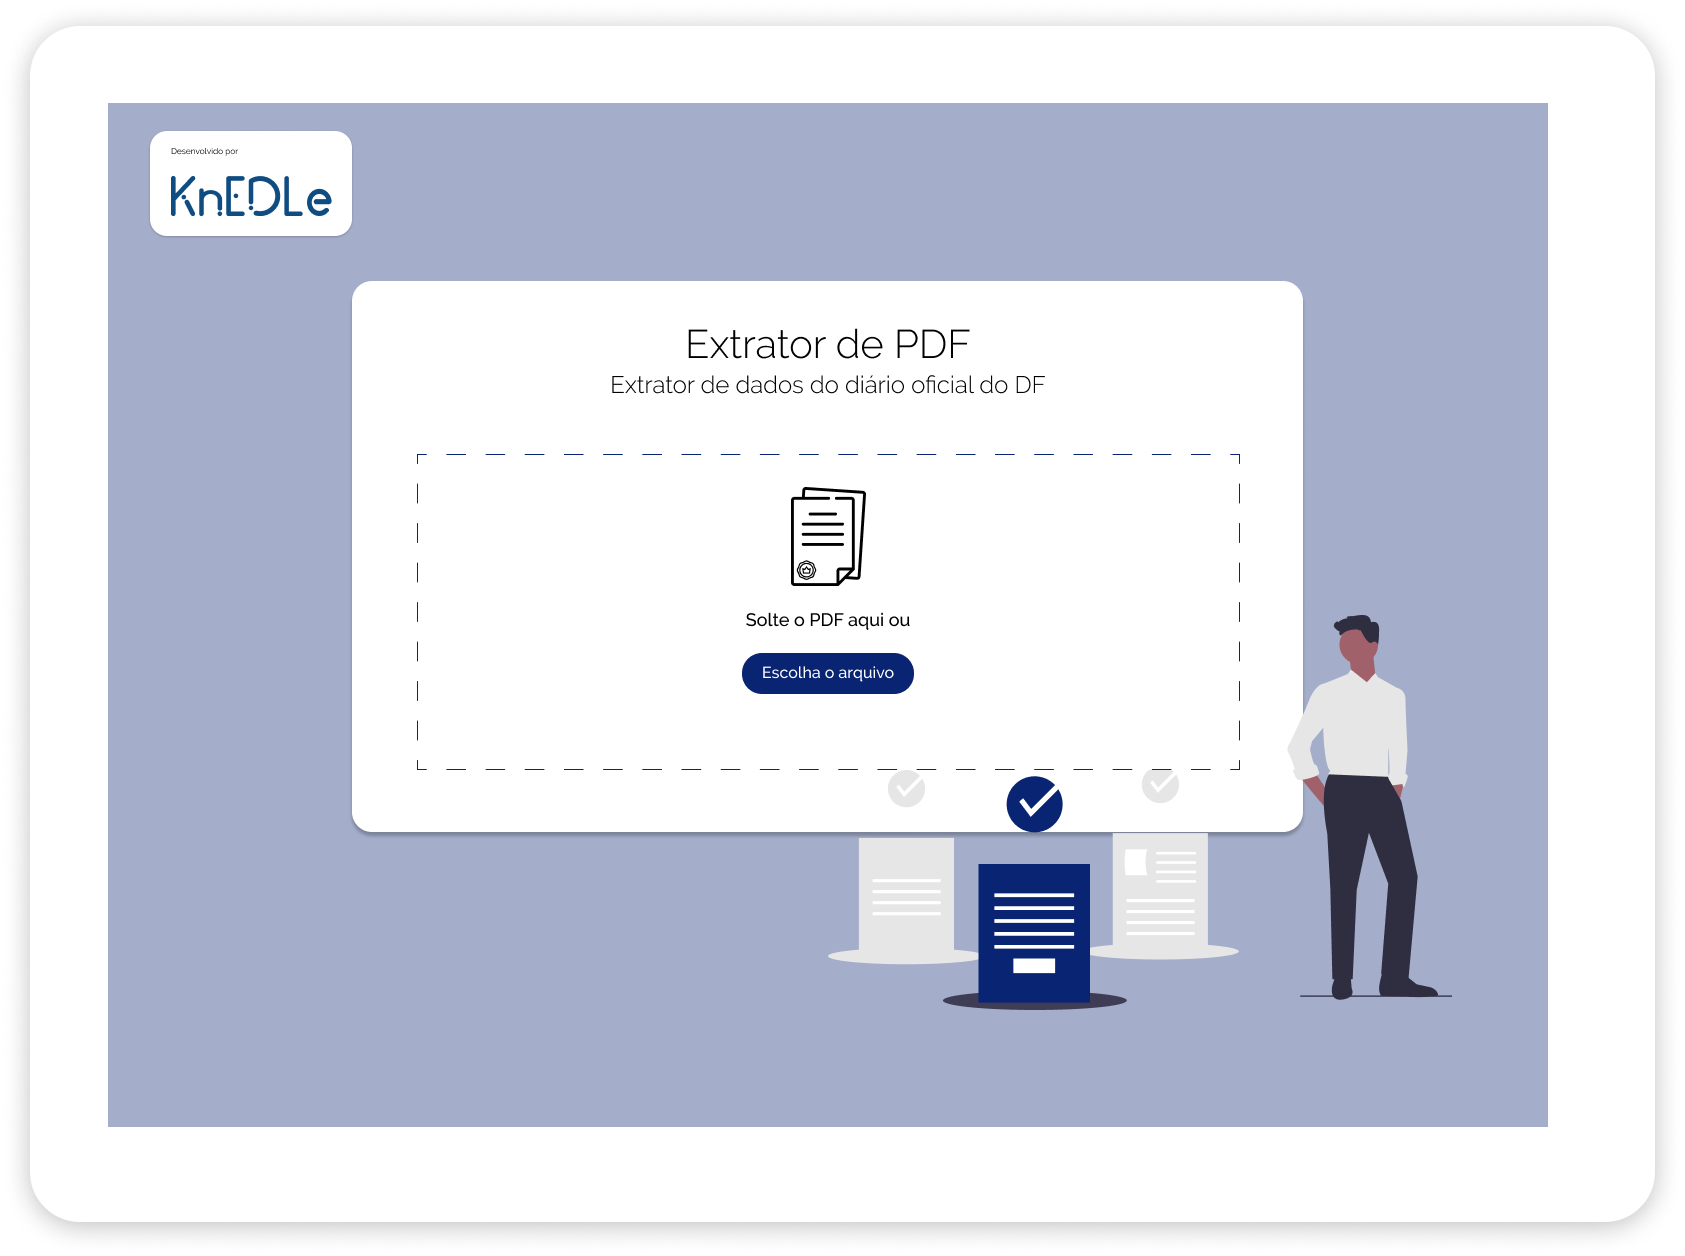 Desenvolvido por
KnEDLe
Extrator de PDF
Extrator de dados do diário oficial do DF
Solte o PDF aqui ou
Escolha o arquivo